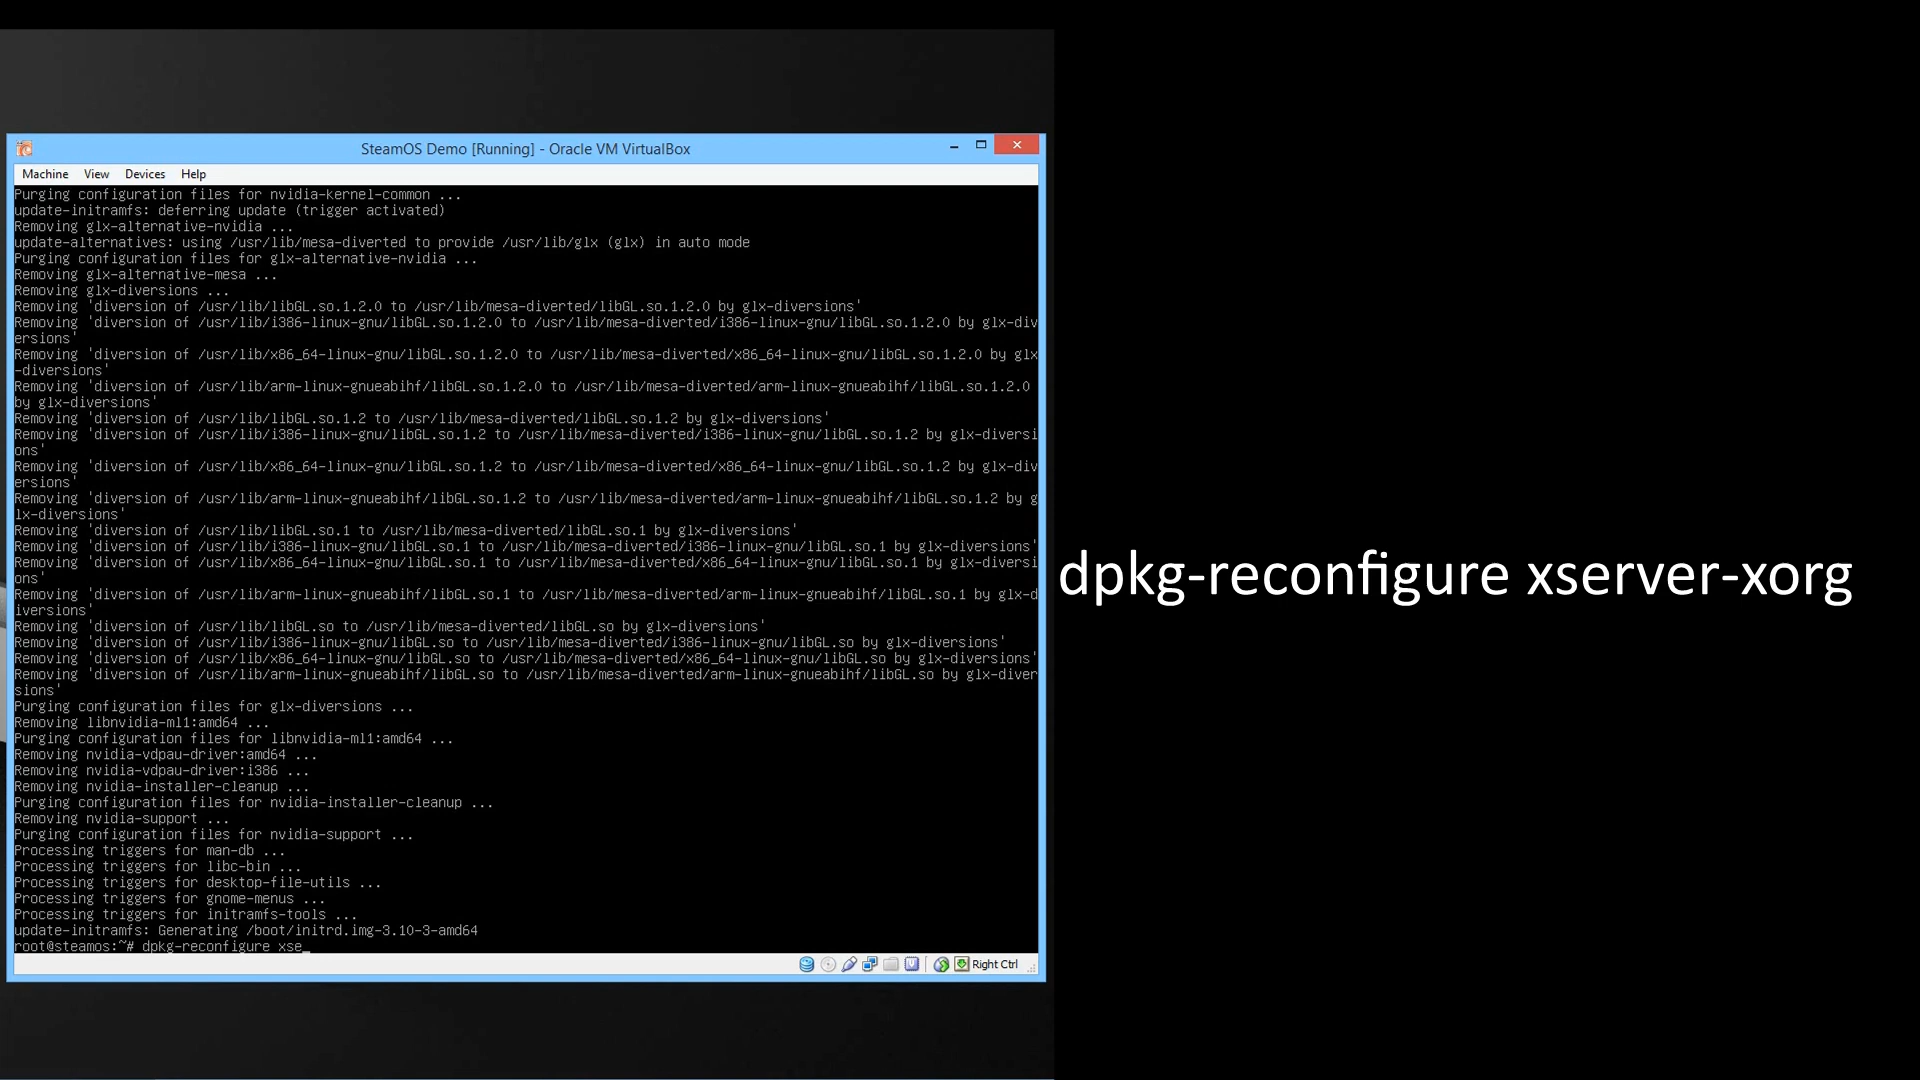 SteamOS Demo [Running] - Oracle VM VirtualBox
Machine View Devices Help
Purging configuration files for nvidia-kernel-common ...
update-initramfs: deferring update (trigger activated)
Removing glx-alternative-nvidia ...
update-alternatives: using /usr/lib/mesa-diverted to provide /usr/lib/glx (glx) in auto mode
Purging configuration files for glx-alternative-nvidia ...
Removing glx-alternative-mesa ...
Removing glx-diversions ...
Removing 'diversion of /usr/lib/libGL.so.1.2.0 to /usr/lib/mesa-diverted/libGL.so.1.2.0 by glx-diversions'
Removing 'diversion of /usr/lib/i386-linux-gnu/libGL.so.1.2.0 to /usr/lib/mesa-diverted/i386-linux-gnu/libGL.so.1.2.0 by glx-div
ersions'
Removing 'diversion of /usr/lib/x86_64-linux-gnu/libGL.so.1.2.0 to /usr/lib/mesa-diverted/x86_64-linux-gnu/libGL.so.1.2.0 by glx
-diversions'
Removing 'diversion of /usr/lib/arm-linux-gnueabihf/libGL.so.1.2.0 to /usr/lib/mesa-diverted/arm-linux-gnueabihf/libGL.so.1.2.0
by glx-diversions'
Removing 'diversion of /usr/lib/libGL.so.1.2 to /usr/lib/mesa-diverted/libGL.so.1.2 by glx-diversions'
Removing 'diversion of /usr/lib/i386-linux-gnu/libGL.so.1.2 to /usr/lib/mesa-diverted/i386-linux-gnu/libGL.so.1.2 by glx-diversi
ons'
Removing 'diversion of /usr/lib/x86_64-linux-gnu/libGL.so.1.2 to /usr/lib/mesa-diverted/x86_64-linux-gnu/libGL.so.1.2 by glx-div
ersions'
Removing 'diversion of /usr/lib/arm-linux-gnueabihf/libGL.so.1.2 to /usr/lib/mesa-diverted/arm-linux-gnueabihf/libGL.so.1.2 by g
lx-diversions'
Removing 'diversion of /usr/lib/libGL.so.1 to /usr/lib/mesa-diverted/libGL.so.1 by glx-diversions'
Removing 'diversion of /usr/lib/i386-linux-gnu/libGL.so.1 to /usr/lib/mesa-diverted/i386-linux-gnu/libGL.so.1 by glx-diversions'
Removing 'diversion of /usr/lib/x86_64-linux-gnu/libGL.so.1 to /usr/lib/mesa-diverted/x86_64-linux-gnu/libGL.so.1 by glx-diversi
ons'
Removing 'diversion of /usr/lib/arm-linux-gnueabihf/libGL.so.1 to /usr/lib/mesa-diverted/arm-linux-gnueabihf/libGL.so.1 by glx-d
iversions'
Removing 'diversion of /usr/lib/libGL.so to /usr/lib/mesa-diverted/libGL.so by glx-diversions'
Removing 'diversion of /usr/lib/i386-linux-gnu/libGL.so to /usr/lib/mesa-diverted/i386-linux-gnu/libGL.so by glx-diversions'
Removing 'diversion of /usr/lib/x86_64-linux-gnu/libGL.so to /usr/lib/mesa-diverted/x86_64-linux-gnu/libGL.so by glx-diversions'
Removing 'diversion of /usr/lib/arm-linux-gnueabihf/libGL.so to /usr/lib/mesa-diverted/arm-linux-gnueabihf/libGL.so by glx-diver
sions'
Purging configuration files for glx-diversions ...
Removing libnvidia-ml1:amd64 ...
Purging configuration files for libnvidia-ml1:amd64 ...
Removing nvidia-vdpau-driver:amd64 ...
Removing nvidia-vdpau-driver:i386 ...
Removing nvidia-installer-cleanup ...
Purging configuration files for nvidia-installer-cleanup ...
Removing nvidia-support ...
Purging configuration files for nvidia-support ...
Processing triggers for man-db ...
Processing triggers for libc-bin ...
Processing triggers for desktop-file-utils ...
Processing triggers for gnome-menus ...
Processing triggers for initramfs-tools ...
update-initramfs: Generating /boot/initrd.img-3.10-3-amd64
root@steamos:~# dpkg-reconfigure xse_
Right Ctrl
dpkg-reconfigure xserver-xorg